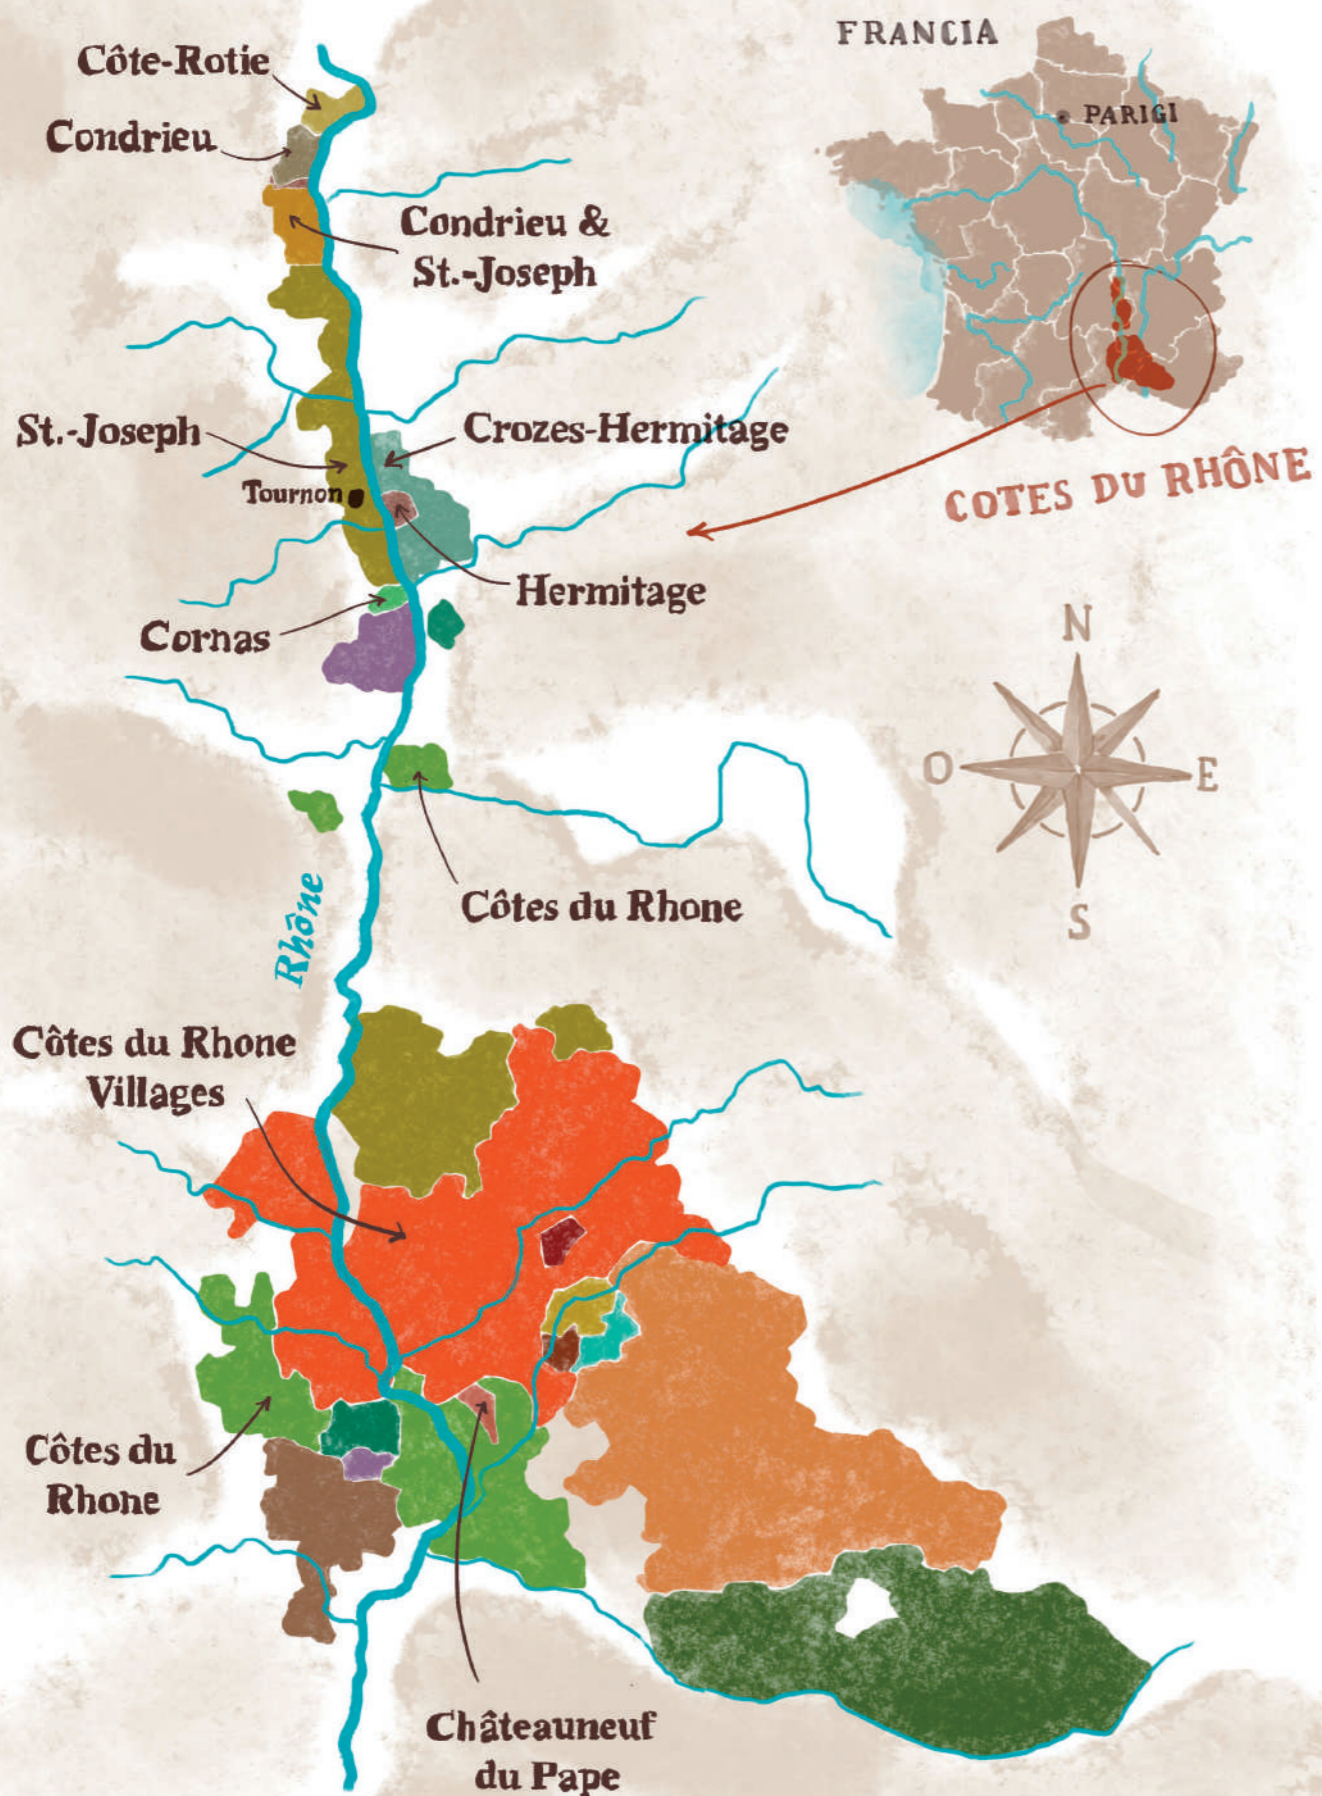 FRANCIA
PARIGI
Côte-Rotie
Condrieu
Condrieu &
St.-Joseph
St.-Joseph
Crozes-Hermitage
COTES DU RHÔNE
Tournon
Hermitage
Cornas
N
O
E
S
Côtes du Rhone
Rhône
Côtes du Rhone
Villages
Côtes du
Rhone
Châteauneuf
du Pape